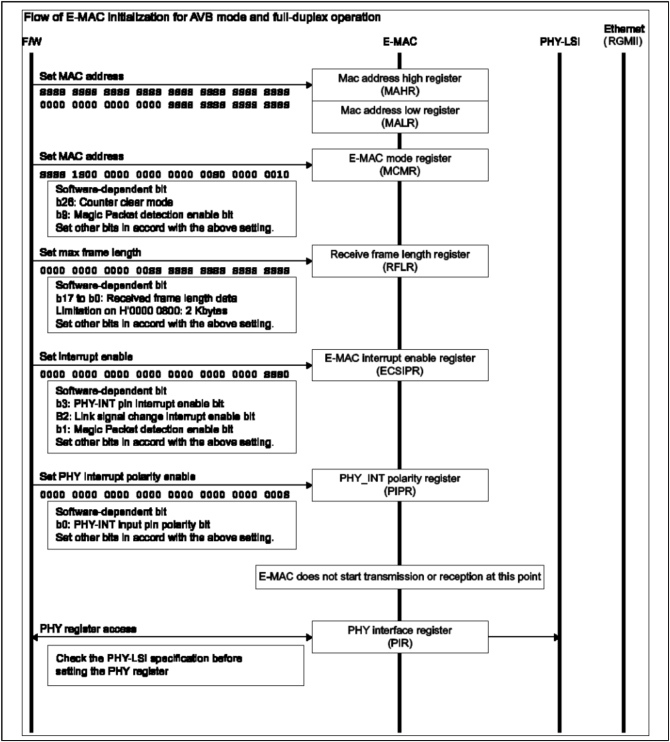 Flow of E-MAC Initialization for AVB mode and full-duplex operation
Ethernet
F/W E-MAC PHY-LSI (RGMII)
Set MAC address
SSSS SSSS SSSS SSSS SSSS SSSS SSSS SSSS
0000 0000 0000 0000 SSSS SSSS SSSS SSSS
Mac address high register
(MAHR)
Mac address low register
(MALR)
Set MAC address
E-MAC mode register
(MCMR)
Software-dependent bit
b26: Counter clear mode
b9: Magic Packet detection enable bit
Set other bits in accord with the above setting.
Set max frame length
0000 0000 0000 00SS SSSS SSSS SSSS SSSS
Receive frame length register
(RFLR)
Software-dependent bit
b17 to b0: Received frame length data
Limitation on H'0000 0800: 2 Kbytes
Set other bits in accord with the above setting.
Set Interrupt enable
0000 0000 0000 0000 0000 0000 0000 SSS0
E-MAC interrupt enable register
(ECSIPR)
Software-dependent bit
b3: PHY-INT pin interrupt enable bit
B2: Link signal change interrupt enable bit
b1: Magic Packet detection enable bit
Set other bits in accord with the above setting.
Set PHY Interrupt polarity enable
0000 0000 0000 0000 0000 0000 0000 000S
PHY_INT polarity register
(PIPR)
Software-dependent bit
b0: PHY-INT input pin polarity bit
Set other bits in accord with the above setting.
E-MAC does not start transmission or reception at this point
PHY register access
PHY interface register
(PIR)
Check the PHY-LSI specification before
setting the PHY register